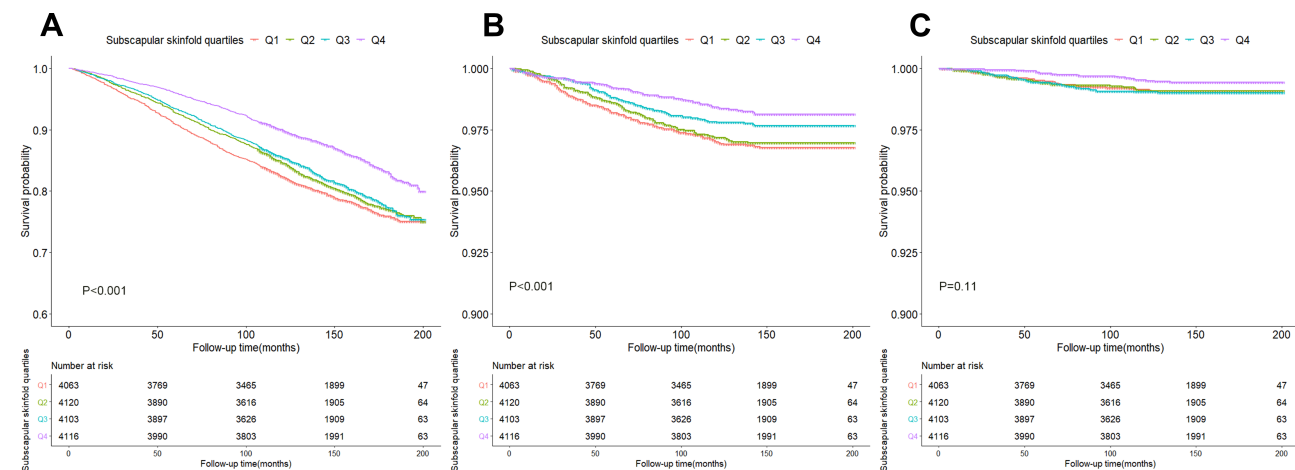 A
Subscapular skinfold quartiles Q1 Q2 Q3 Q4
Survival probability
1.0
0.9
0.8
0.7
0.6
P<0.001
0 50 100 150 200
Follow-up time(months)
Subscapular skinfold quartiles
Number at risk
Q1 4063 3769 3465 1899 47
Q2 4120 3890 3616 1905 64
Q3 4103 3897 3626 1909 63
Q4 4116 3990 3803 1991 63
0 50 100 150 200
Follow-up time(months)
B
Subscapular skinfold quartiles Q1 Q2 Q3 Q4
Survival probability
1.000
0.975
0.950
0.925
0.900
P<0.001
0 50 100 150 200
Follow-up time(months)
Subscapular skinfold quartiles
Number at risk
Q1 4063 3769 3465 1899 47
Q2 4120 3890 3616 1905 64
Q3 4103 3897 3626 1909 63
Q4 4116 3990 3803 1991 63
0 50 100 150 200
Follow-up time(months)
C
Subscapular skinfold quartiles Q1 Q2 Q3 Q4
Survival probability
1.000
0.975
0.950
0.925
0.900
P=0.11
0 50 100 150 200
Follow-up time(months)
Subscapular skinfold quartiles
Number at risk
Q1 4063 3769 3465 1899 47
Q2 4120 3890 3616 1905 64
Q3 4103 3897 3626 1909 63
Q4 4116 3990 3803 1991 63
0 50 100 150 200
Follow-up time(months)